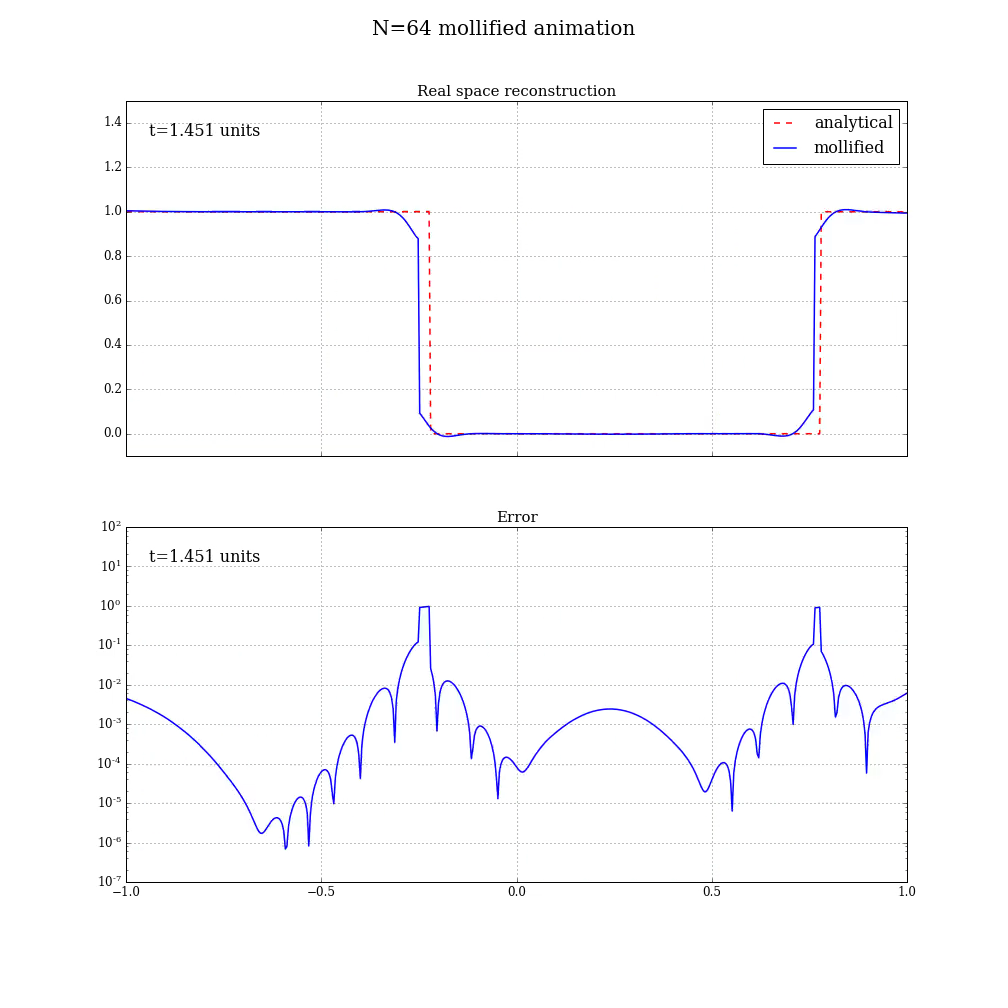 N=64 mollified animation
Real space reconstruction
t=1.451 units
analytical
mollified
1.4
1.2
1.0
0.8
0.6
0.4
0.2
0.0
Error
t=1.451 units
10²
10¹
10⁰
10⁻¹
10⁻²
10⁻³
10⁻⁴
10⁻⁵
10⁻⁶
10⁻⁷
−1.0 −0.5 0.0 0.5 1.0